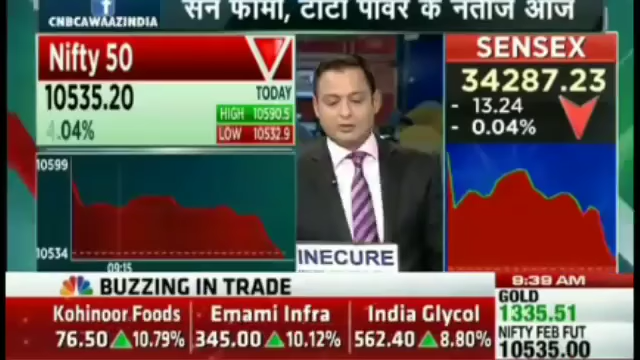 सन फार्मा, टाटा पावर के नतीजे आज
CNBCAWAAZINDIA
Nifty 50
10535.20
TODAY
HIGH 10590.5
LOW 10532.9
SENSEX
34287.23
- 13.24
- 0.04%
10599
10534
09:15
INECURE
BUZZING IN TRADE
Kohinoor Foods
76.50 ▲ 10.79%
Emami Infra
345.00 ▲ 10.12%
India Glycol
562.40 ▲ 8.80%
9:39 AM
GOLD
1335.51
NIFTY FEB FUT
10535.00